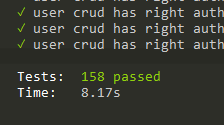 ✓ user crud has right auth
✓ user crud has right auth
✓ user crud has right auth
Tests: 158 passed
Time: 8.17s